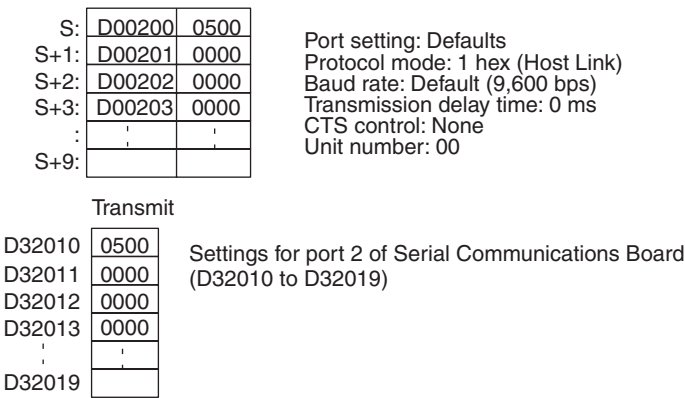 S: D00200 0500
S+1: D00201 0000
S+2: D00202 0000
S+3: D00203 0000
:
S+9:
Port setting: Defaults
Protocol mode: 1 hex (Host Link)
Baud rate: Default (9,600 bps)
Transmission delay time: 0 ms
CTS control: None
Unit number: 00
Transmit
D32010 0500
D32011 0000
D32012 0000
D32013 0000
D32019
Settings for port 2 of Serial Communications Board
(D32010 to D32019)